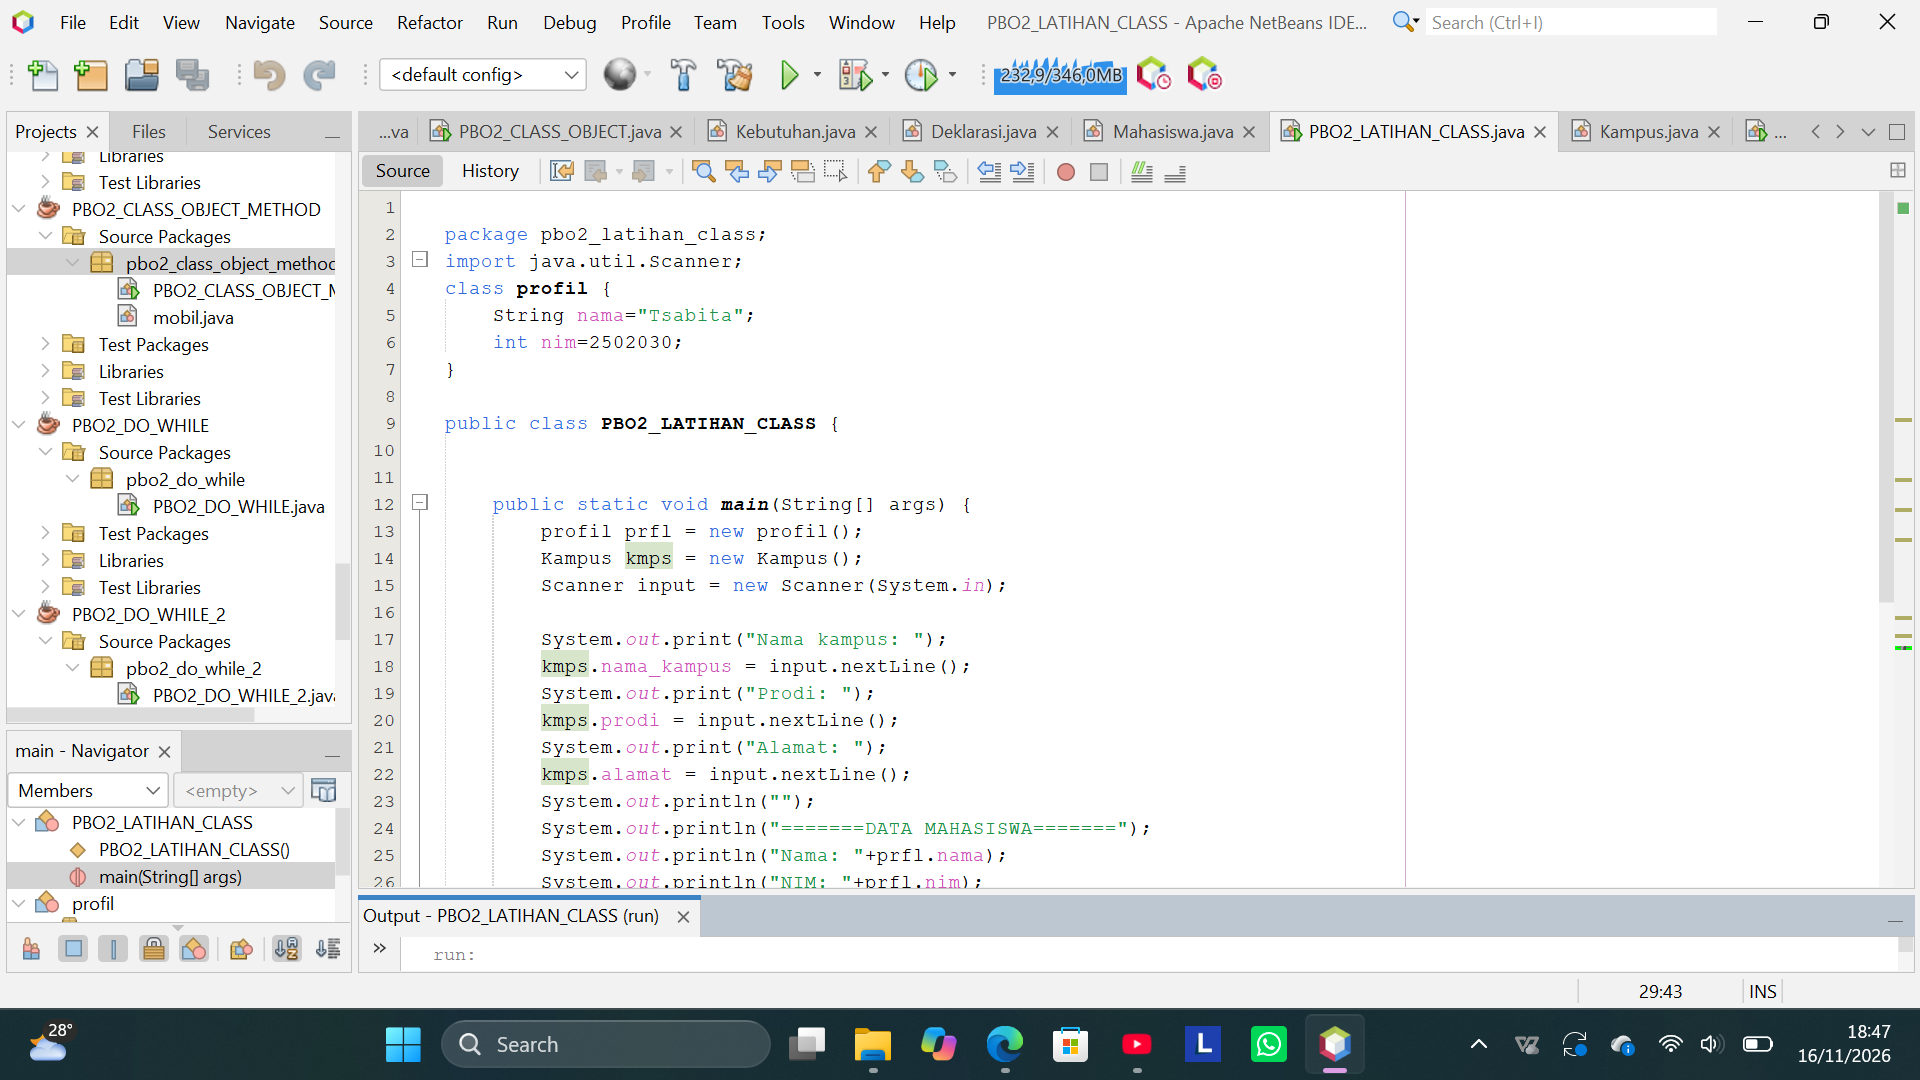 File Edit View Navigate Source Refactor Run Debug Profile Team Tools Window Help PBO2_LATIHAN_CLASS - Apache NetBeans IDE... Search (Ctrl+I)
<default config> 232,9/346,0MB
Projects Files Services
Libraries
Test Libraries
PBO2_CLASS_OBJECT_METHOD
Source Packages
pbo2_class_object_method
PBO2_CLASS_OBJECT_M
mobil.java
Test Packages
Libraries
Test Libraries
PBO2_DO_WHILE
Source Packages
pbo2_do_while
PBO2_DO_WHILE.java
Test Packages
Libraries
Test Libraries
PBO2_DO_WHILE_2
Source Packages
pbo2_do_while_2
PBO2_DO_WHILE_2.java
main - Navigator
Members <empty>
PBO2_LATIHAN_CLASS
PBO2_LATIHAN_CLASS()
main(String[] args)
profil
...va PBO2_CLASS_OBJECT.java Kebutuhan.java Deklarasi.java Mahasiswa.java PBO2_LATIHAN_CLASS.java Kampus.java ...
Source History
1
2 package pbo2_latihan_class;
3 import java.util.Scanner;
4 class profil {
5 String nama="Tsabita";
6 int nim=2502030;
7 }
8
9 public class PBO2_LATIHAN_CLASS {
10
11
12 public static void main(String[] args) {
13 profil prfl = new profil();
14 Kampus kmps = new Kampus();
15 Scanner input = new Scanner(System.in);
16
17 System.out.print("Nama kampus: ");
18 kmps.nama_kampus = input.nextLine();
19 System.out.print("Prodi: ");
20 kmps.prodi = input.nextLine();
21 System.out.print("Alamat: ");
22 kmps.alamat = input.nextLine();
23 System.out.println("");
24 System.out.println("=======DATA MAHASISWA=======");
25 System.out.println("Nama: "+prfl.nama);
26 System.out.println("NIM: "+prfl.nim);
Output - PBO2_LATIHAN_CLASS (run)
run:
29:43 INS
28° Search 18:47
16/11/2026